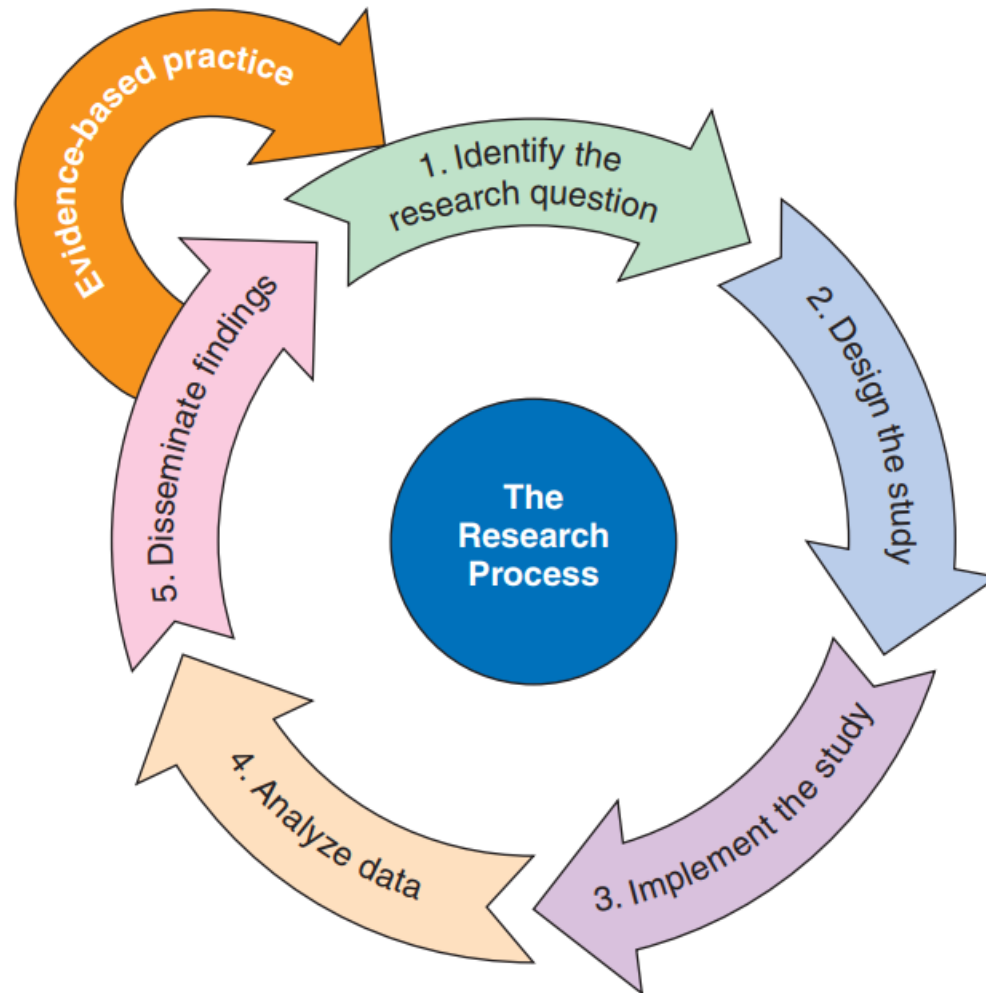 Evidence-based practice
1. Identify the
research question
2. Design the study
3. Implement the study
4. Analyze data
5. Disseminate findings
The
Research
Process